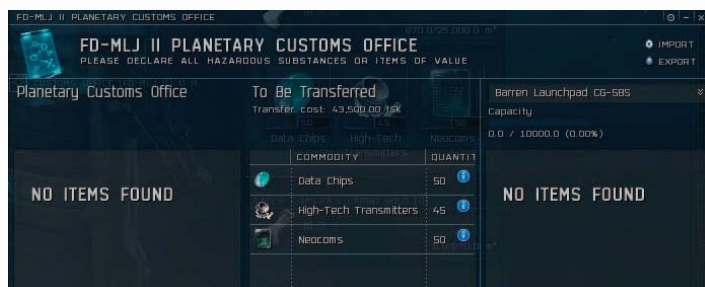 FD-MLJ II PLANETARY CUSTOMS OFFICE
FD-MLJ II PLANETARY CUSTOMS OFFICE
PLEASE DECLARE ALL HAZARDOUS SUBSTANCES OR ITEMS OF VALUE
IMPORT
EXPORT
Planetary Customs Office
NO ITEMS FOUND
To Be Transferred
Transfer cost: 43,500.00 ISK
COMMODITY QUANTIT
Data Chips 50
High-Tech Transmitters 45
Neocoms 50
Barren Launchpad CG-585
Capacity
0.0 / 10000.0 (0.00%)
NO ITEMS FOUND